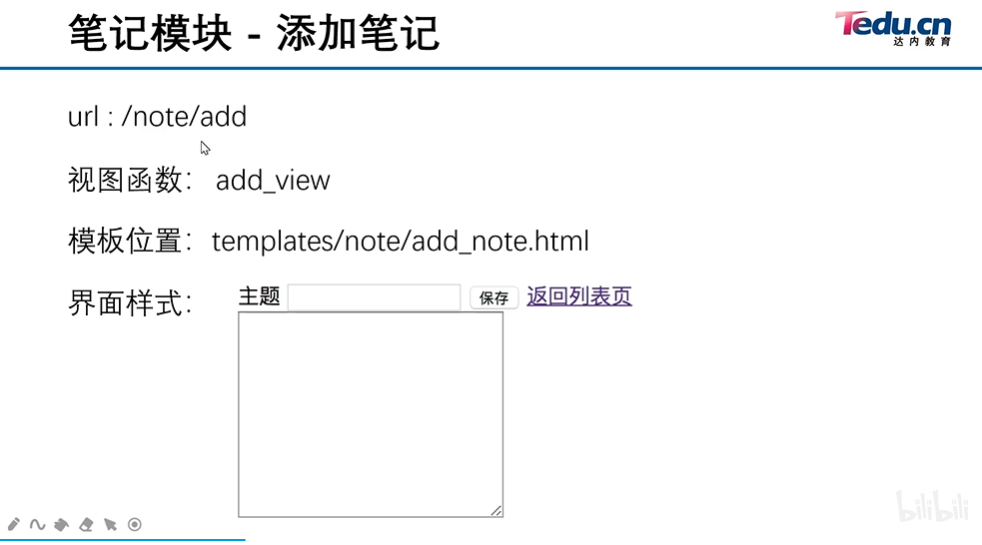 笔记模块 - 添加笔记
Tedu.cn
达内教育
url : /note/add
视图函数： add_view
模板位置：templates/note/add_note.html
界面样式：
主题 保存 返回列表页
bilibili